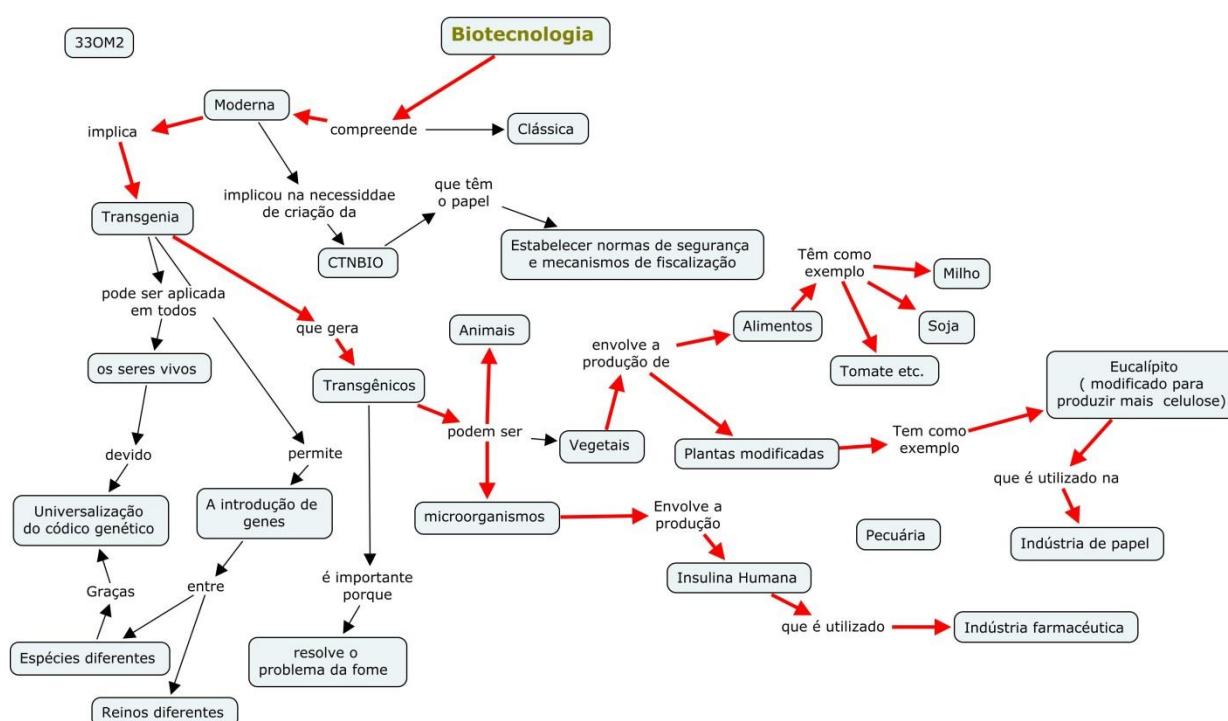 33OM2
Biotecnologia
Moderna
implica
compreende
Clássica
implicou na necessiddae
de criação da
que têm
o papel
Transgenia
CTNBIO
Estabelecer normas de segurança
e mecanismos de fiscalização
pode ser aplicada
em todos
que gera
os seres vivos
Transgênicos
devido
permite
Universalização
do códico genético
A introdução de
genes
Graças
entre
Espécies diferentes
Reinos diferentes
é importante
porque
resolve o
problema da fome
podem ser
Animais
Vegetais
microorganismos
envolve a
produção de
Alimentos
Têm como
exemplo
Milho
Soja
Tomate etc.
Plantas modificadas
Tem como
exemplo
Eucalípito
( modificado para
produzir mais celulose)
que é utilizado na
Indústria de papel
Envolve a
produção
Insulina Humana
que é utilizado
Indústria farmacéutica
Pecuária